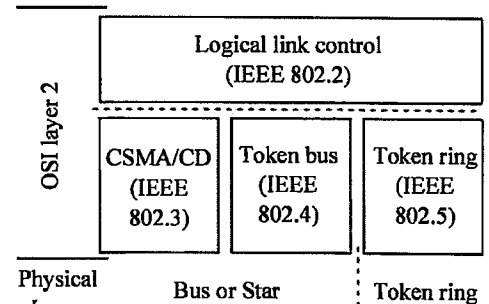 OSI layer 2
Logical link control
(IEEE 802.2)
CSMA/CD
(IEEE
802.3)
Token bus
(IEEE
802.4)
Token ring
(IEEE
802.5)
Physical
Bus or Star
Token ring